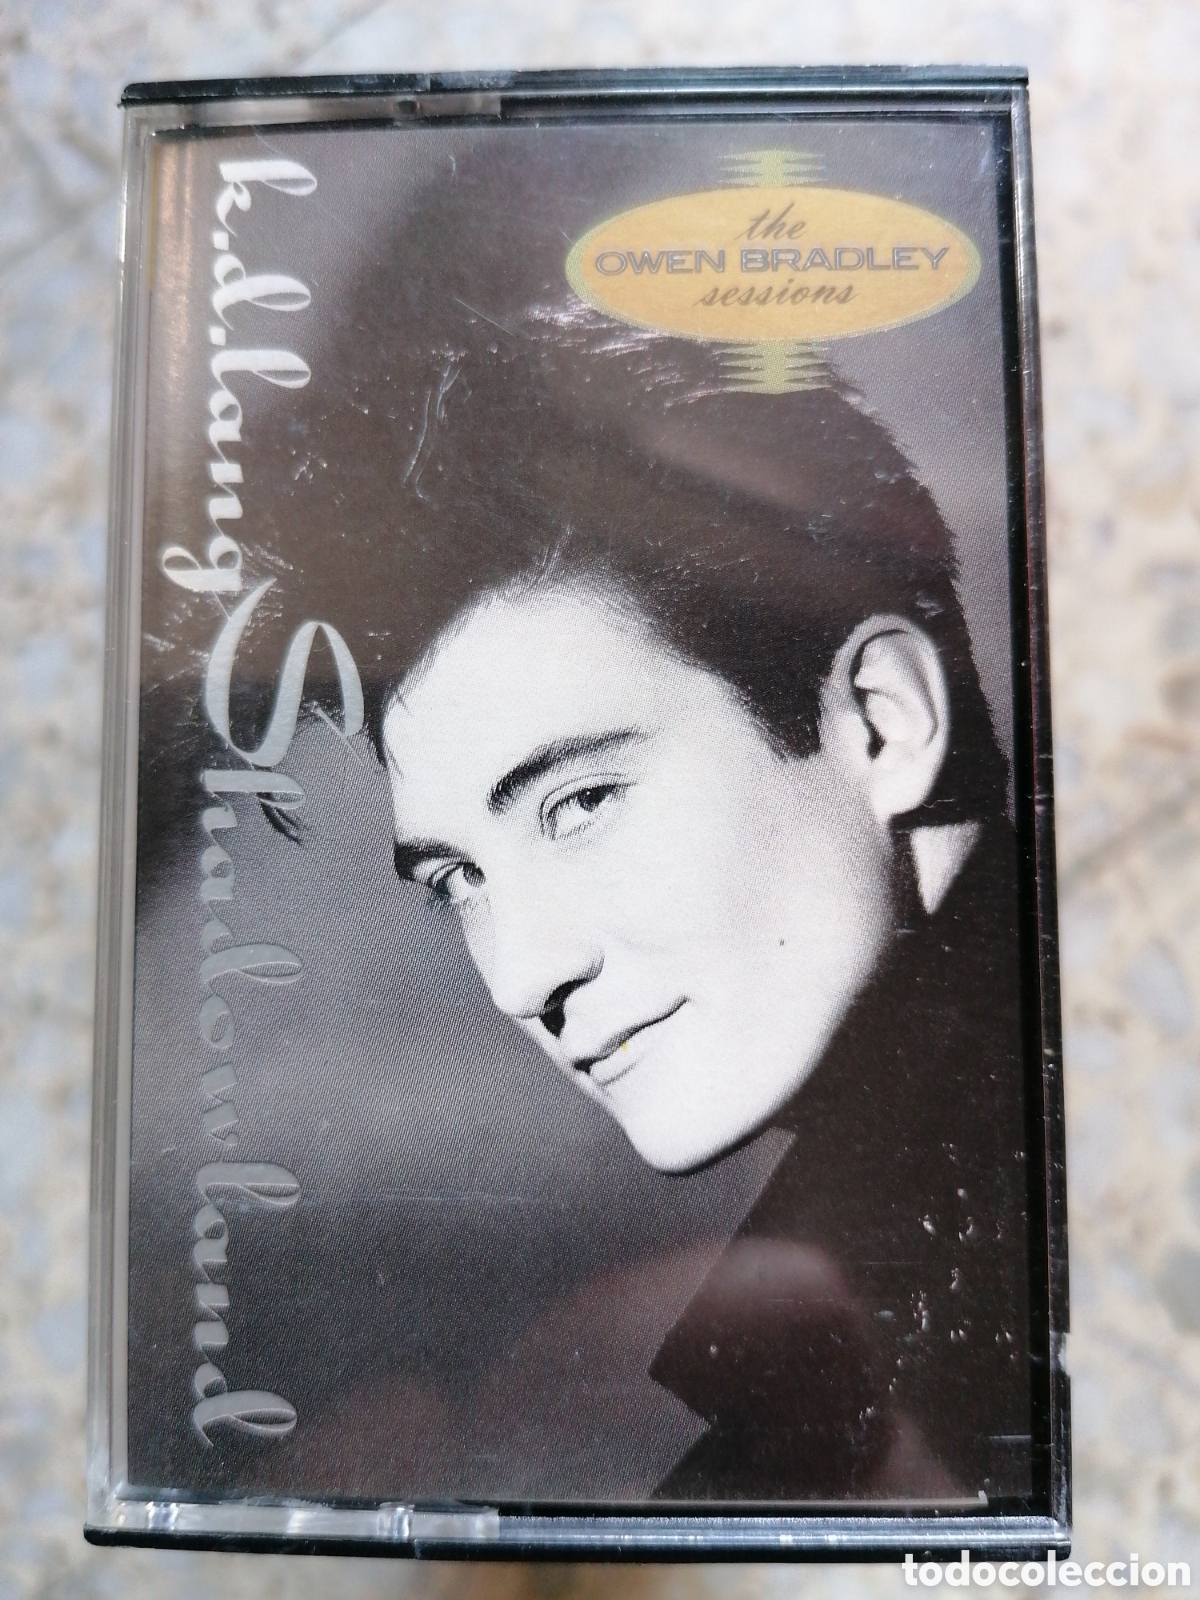 k.d. lang
Shadowland
the
OWEN BRADLEY
sessions
todocoleccion